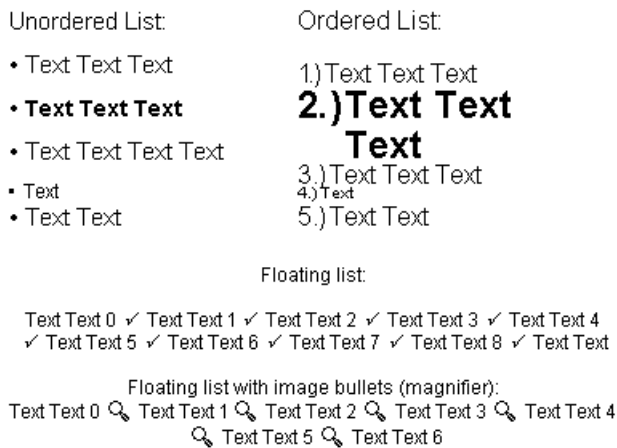 Unordered List:
• Text Text Text
• Text Text Text
• Text Text Text Text
▪ Text
• Text Text
Ordered List:
1.) Text Text Text
2.) Text Text
Text
3.) Text Text Text
4.) Text
5.) Text Text
Floating list:
Text Text 0 ✓ Text Text 1 ✓ Text Text 2 ✓ Text Text 3 ✓ Text Text 4
✓ Text Text 5 ✓ Text Text 6 ✓ Text Text 7 ✓ Text Text 8 ✓ Text Text
Floating list with image bullets (magnifier):
Text Text 0 🔍 Text Text 1 🔍 Text Text 2 🔍 Text Text 3 🔍 Text Text 4
🔍 Text Text 5 🔍 Text Text 6